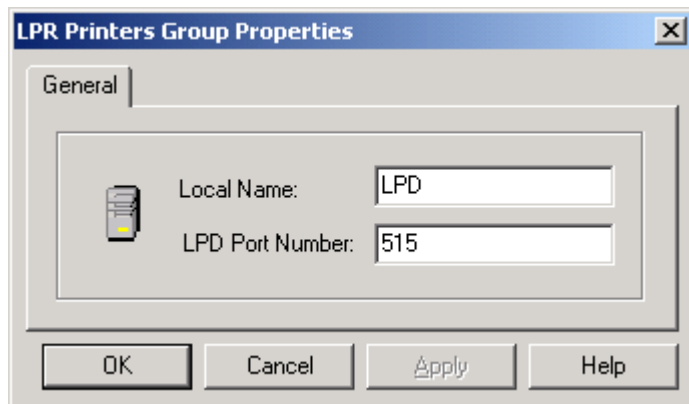 LPR Printers Group Properties
General
Local Name: LPD
LPD Port Number: 515
OK Cancel Apply Help